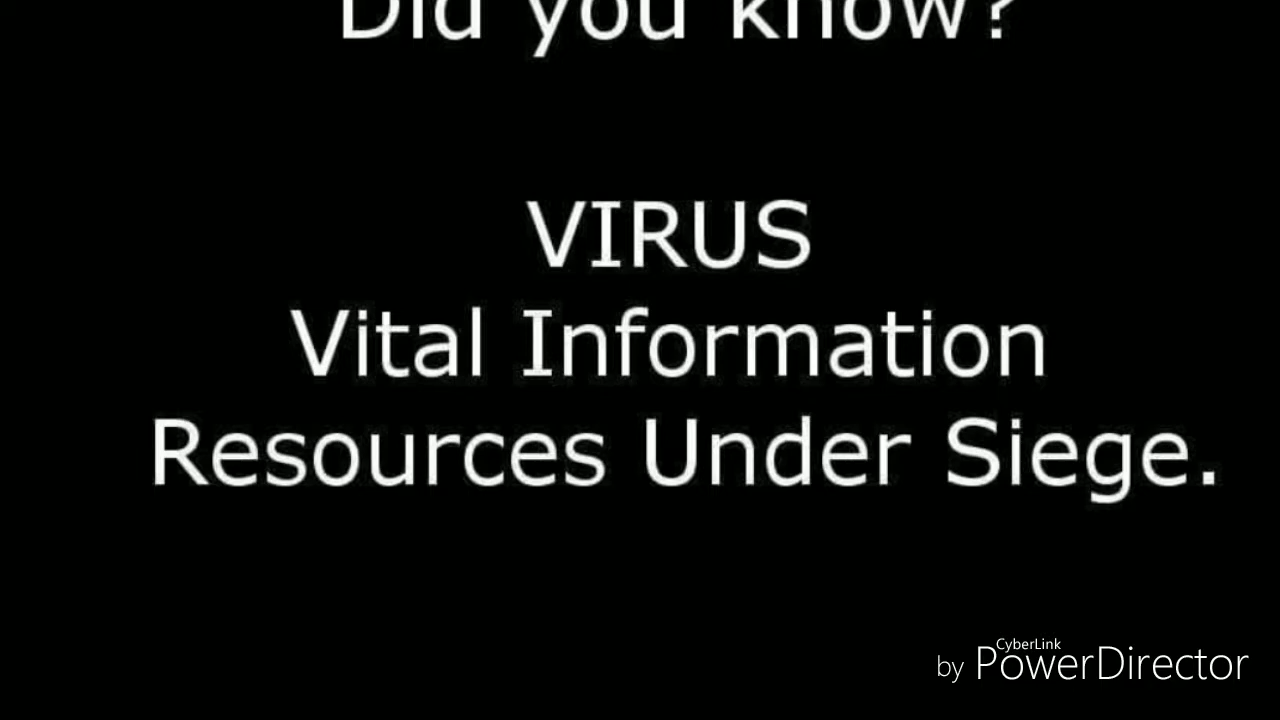 Did you know?
VIRUS
Vital Information
Resources Under Siege.
CyberLink
by PowerDirector